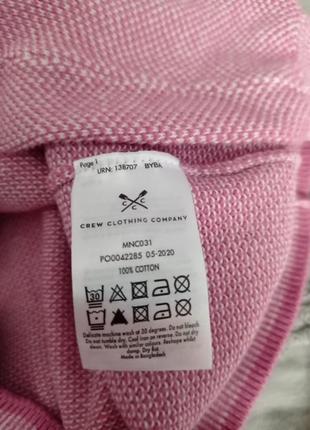 Page 1
URN: 138707 BYBA
C C
C
CREW CLOTHING COMPANY
MNC031
PO0042285 05-2020
100% COTTON
30
Delicate machine wash at 30 degrees. Do not bleach
Do not tumble dry. Cool iron on reverse. Do not
dry clean. Wash with similar colours. Reshape whilst
damp. Dry flat.
Made in Bangladesh